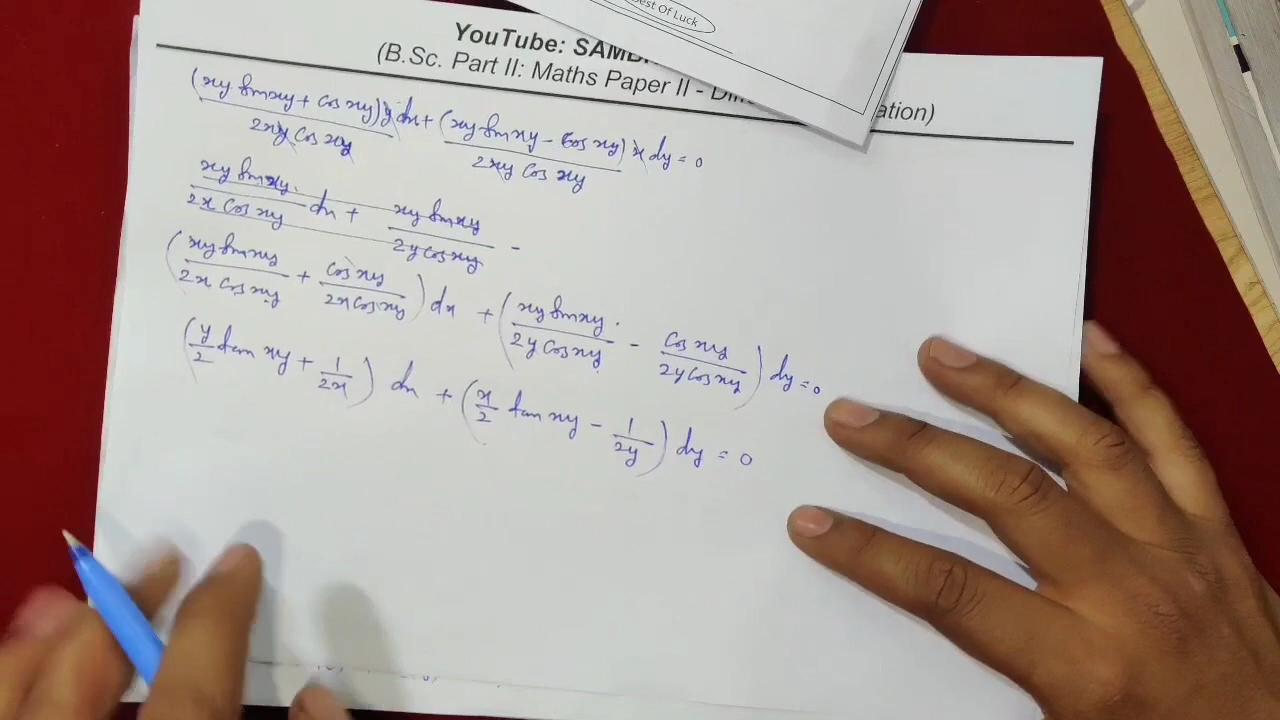 Best Of Luck
YouTube: SAMB
(B.Sc. Part II: Maths Paper II - Diff ation)
(xy sin xy + cos xy) y dx / 2xy cos xy + (xy sin xy - cos xy) x dy / 2xy cos xy = 0
xy sin xy / 2x cos xy dx + xy sin xy / 2y cos xy -
(xy sin xy / 2x cos xy + cos xy / 2x cos xy) dx + (xy sin xy / 2y cos xy - cos xy / 2y cos xy) dy = 0
(y/2 tan xy + 1/2x) dx + (x/2 tan xy - 1/2y) dy = 0